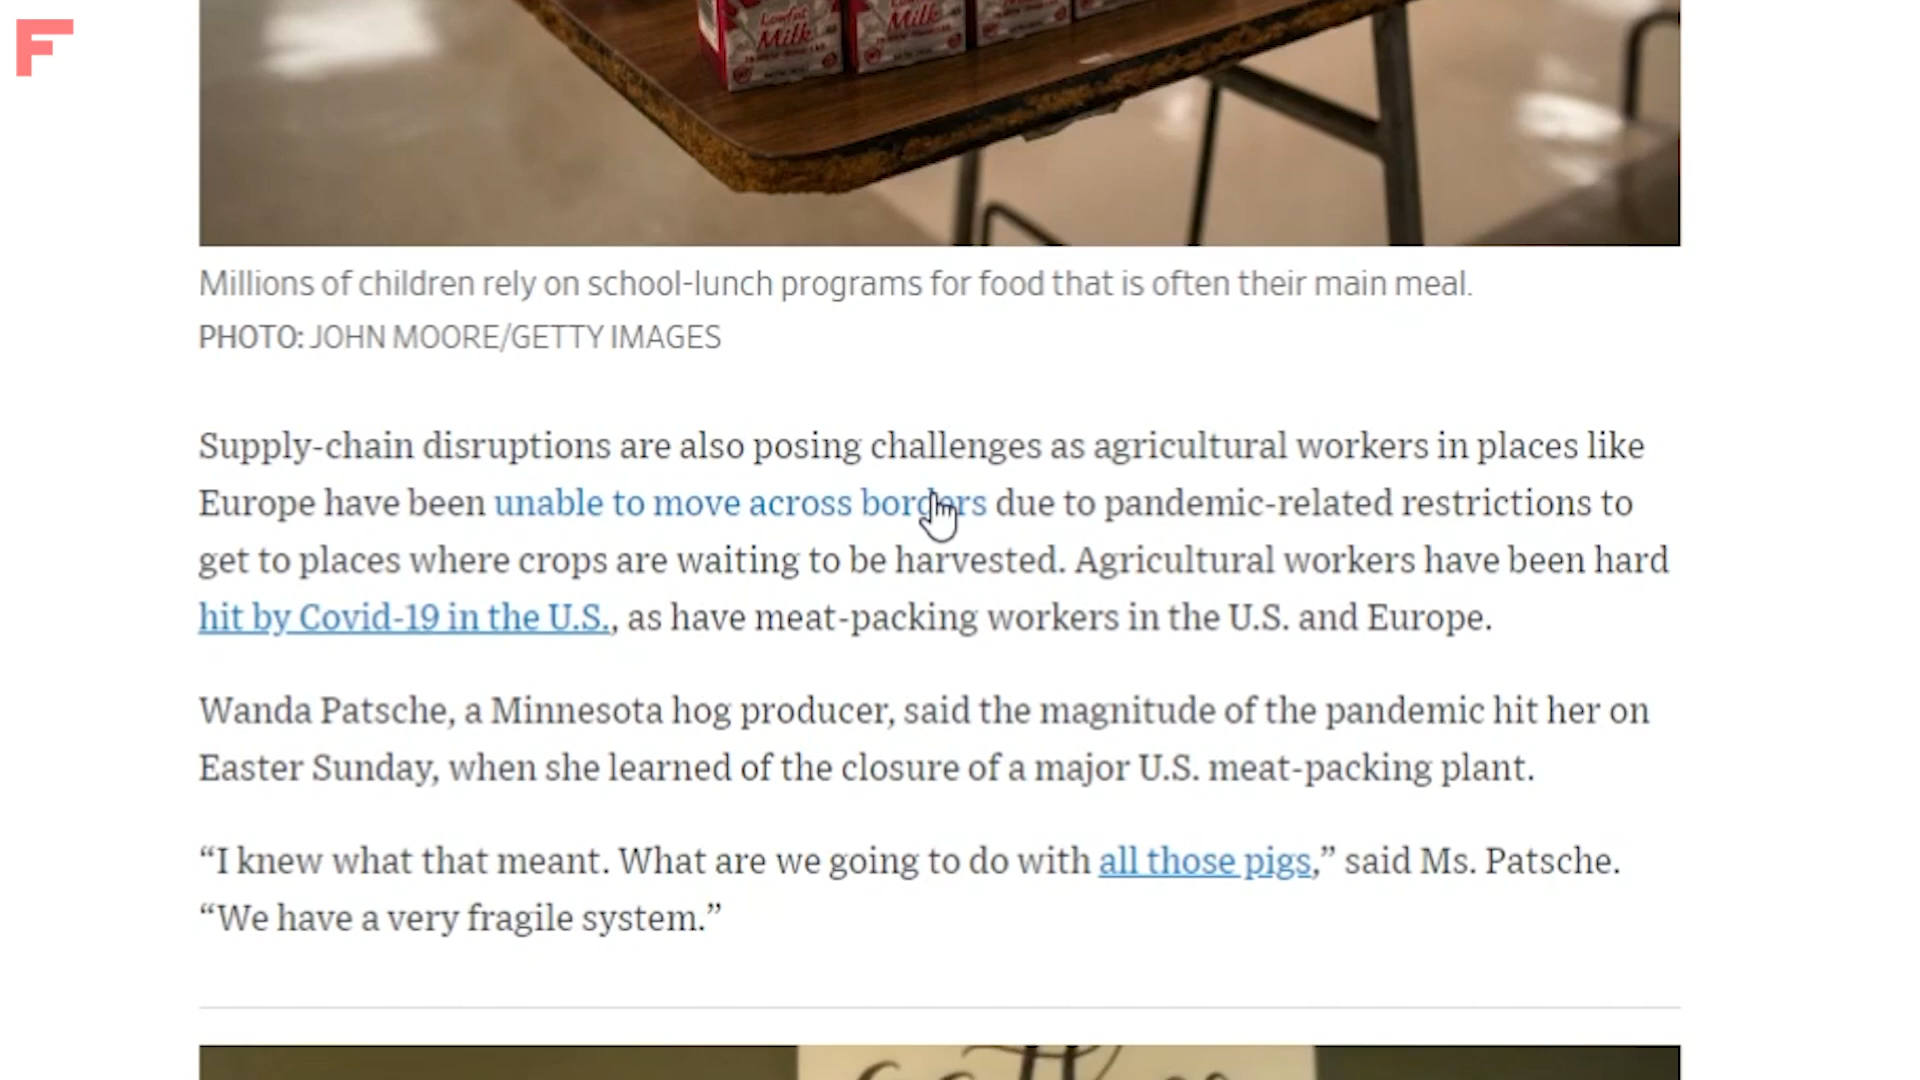 F
Lowfat
Milk
Milk
Millions of children rely on school-lunch programs for food that is often their main meal.
PHOTO: JOHN MOORE/GETTY IMAGES
Supply-chain disruptions are also posing challenges as agricultural workers in places like
Europe have been unable to move across borders due to pandemic-related restrictions to
get to places where crops are waiting to be harvested. Agricultural workers have been hard
hit by Covid-19 in the U.S., as have meat-packing workers in the U.S. and Europe.
Wanda Patsche, a Minnesota hog producer, said the magnitude of the pandemic hit her on
Easter Sunday, when she learned of the closure of a major U.S. meat-packing plant.
“I knew what that meant. What are we going to do with all those pigs,” said Ms. Patsche.
“We have a very fragile system.”